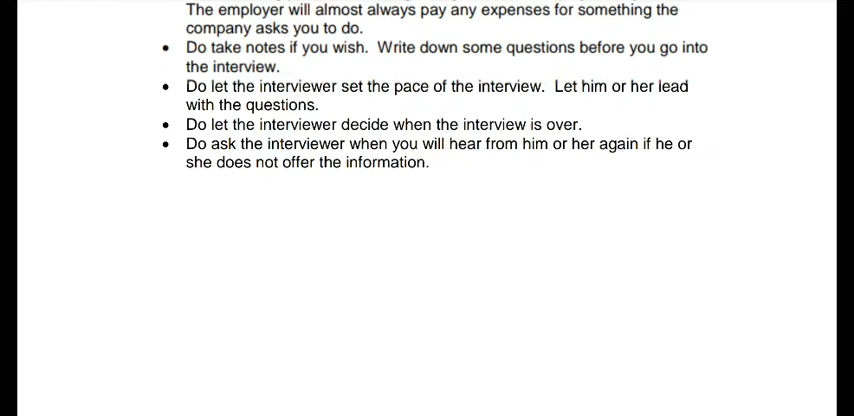 The employer will almost always pay any expenses for something the
company asks you to do.
• Do take notes if you wish.  Write down some questions before you go into
the interview.
• Do let the interviewer set the pace of the interview.  Let him or her lead
with the questions.
• Do let the interviewer decide when the interview is over.
• Do ask the interviewer when you will hear from him or her again if he or
she does not offer the information.